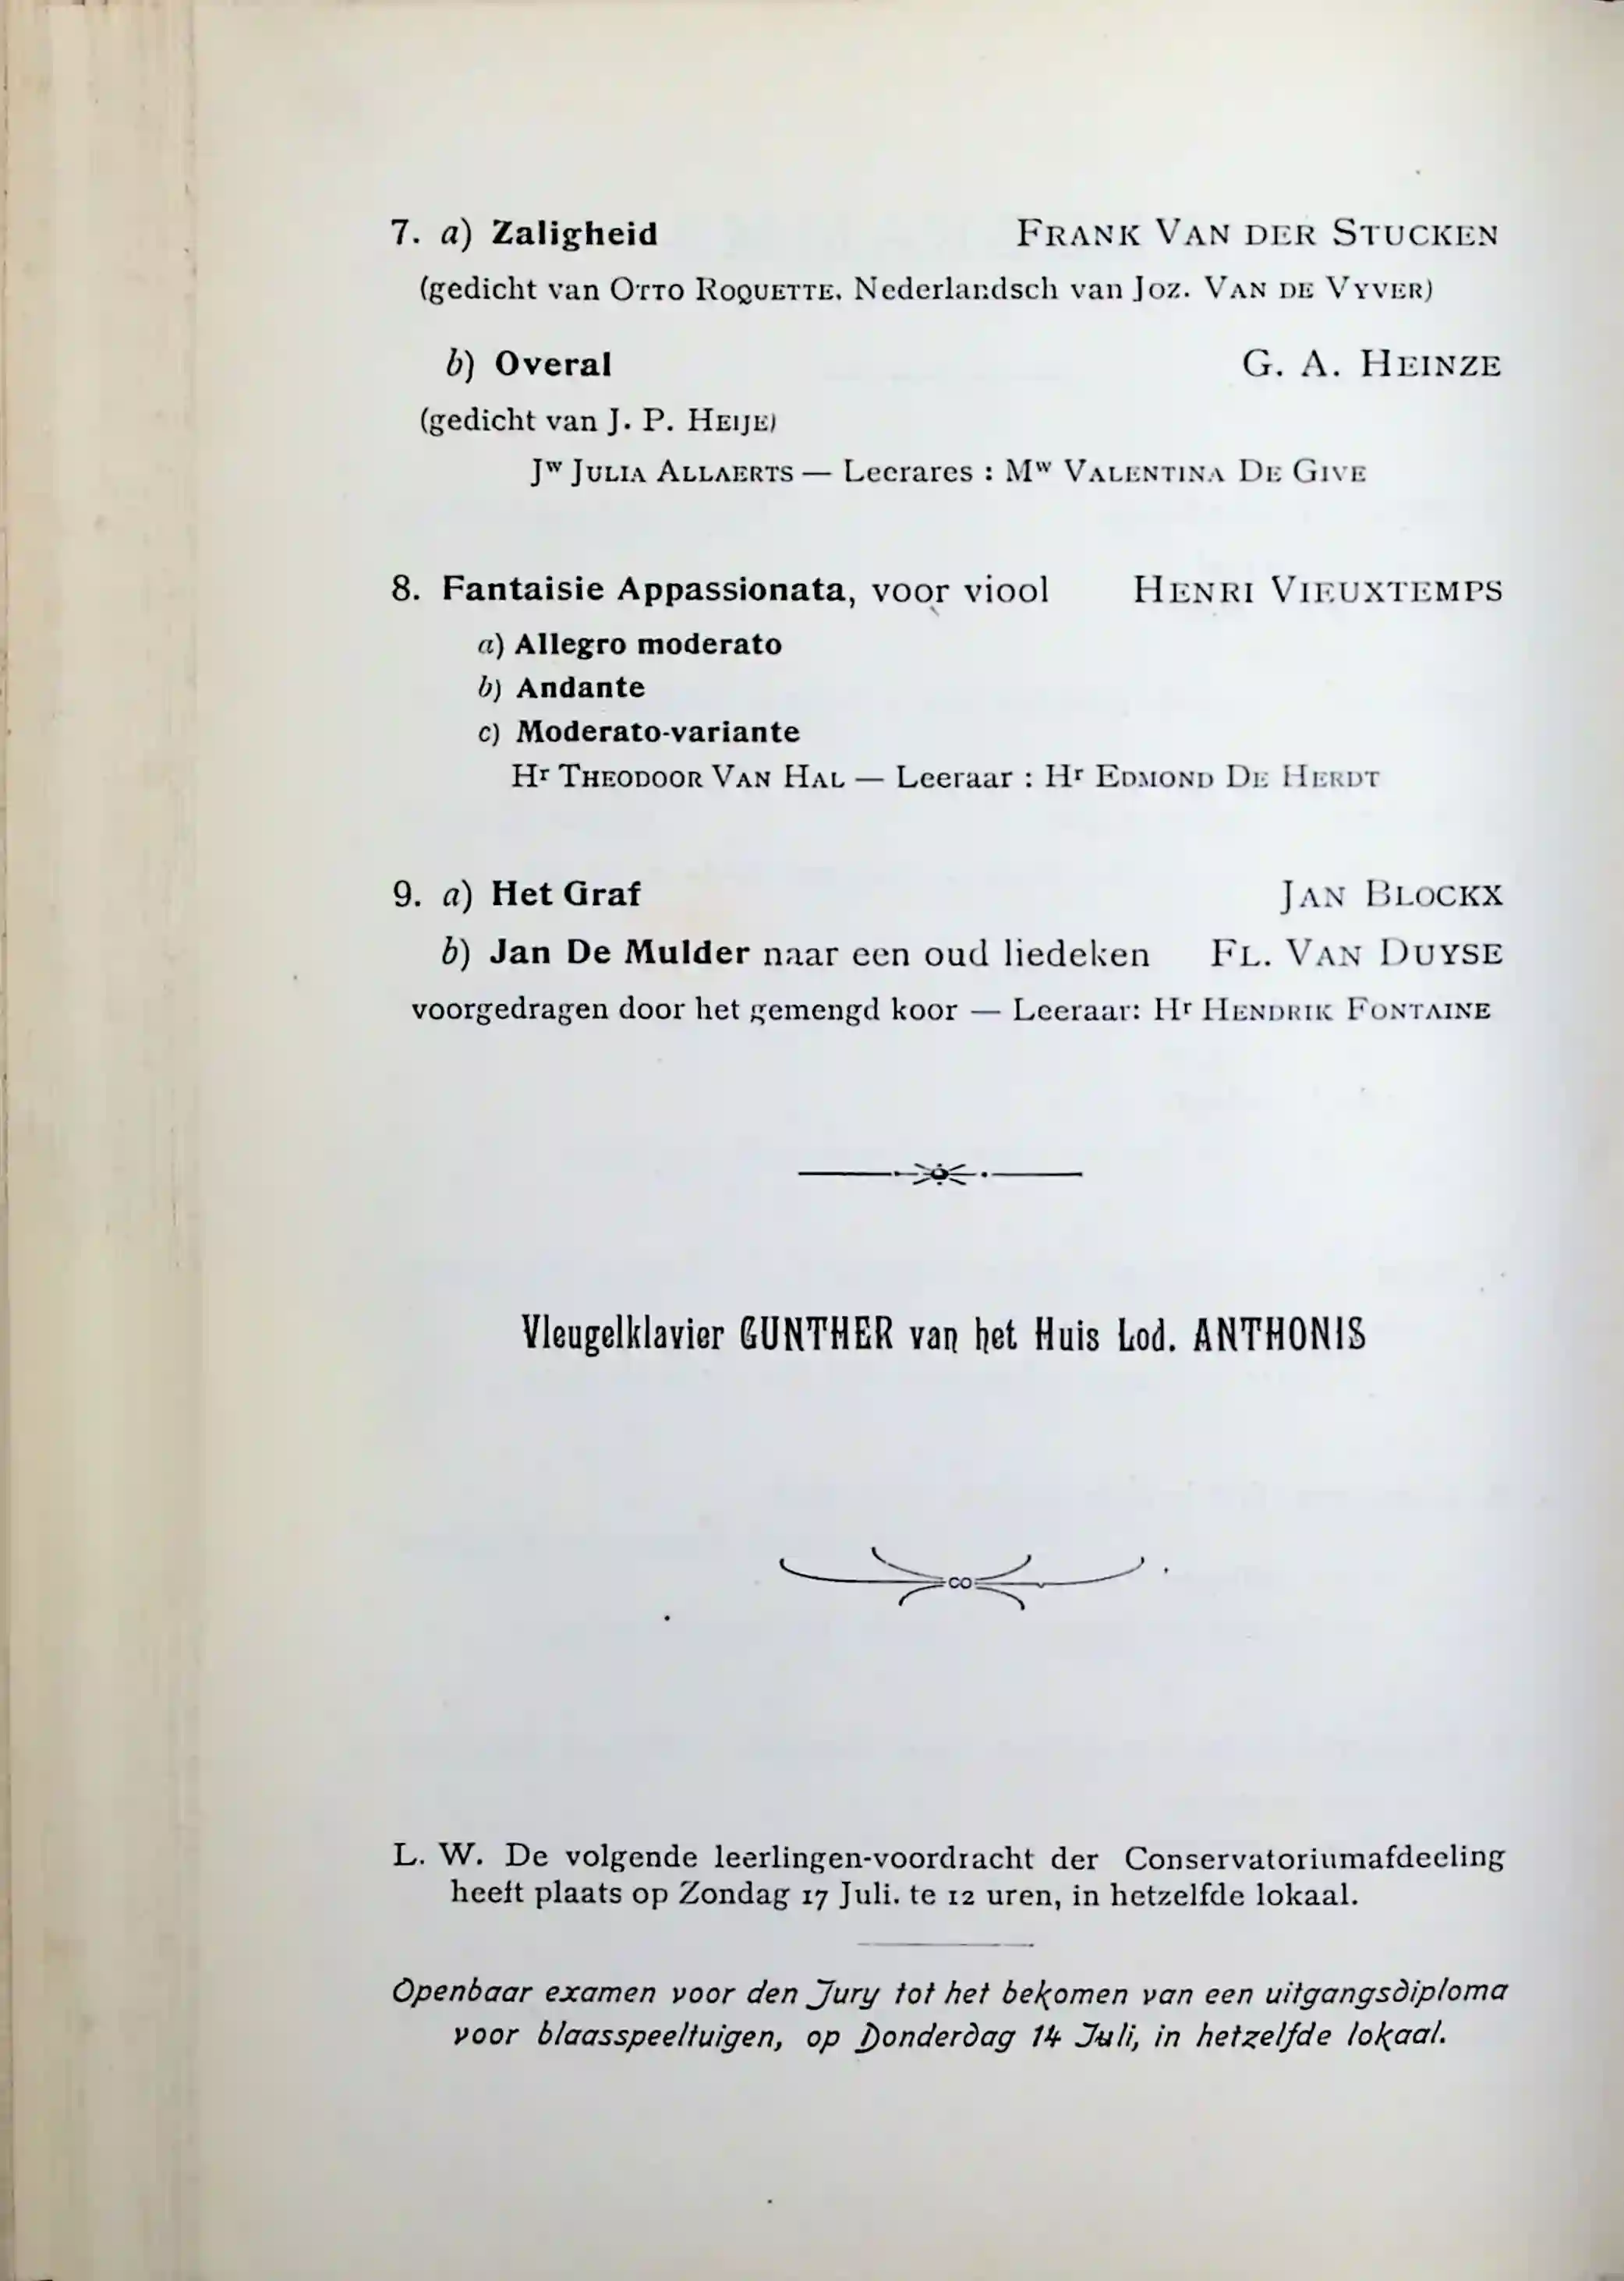 7. a) Zaligheid FRANK VAN DER STUCKEN
(gedicht van OTTO ROQUETTE. Nederlandsch van JOZ. VAN DE VYVER)
b) Overal G. A. HEINZE
(gedicht van J. P. HEIJE)
Jw JULIA ALLAERTS — Leerares : Mw VALENTINA DE GIVE
8. Fantaisie Appassionata, voor viool HENRI VIEUXTEMPS
a) Allegro moderato
b) Andante
c) Moderato-variante
Hr THEODOOR VAN HAL — Leeraar : Hr EDMOND DE HERDT
9. a) Het Graf JAN BLOCKX
b) Jan De Mulder naar een oud liedeken FL. VAN DUYSE
voorgedragen door het gemengd koor — Leeraar: Hr HENDRIK FONTAINE
Vleugelklavier GUNTHER van het Huis Lod. ANTHONIS
L. W. De volgende leerlingen-voordracht der Conservatoriumafdeeling
heeft plaats op Zondag 17 Juli. te 12 uren, in hetzelfde lokaal.
Openbaar examen voor den Jury tot het bekomen van een uitgangsdiploma
voor blaasspeeltuigen, op Donderdag 14 Juli, in hetzelfde lokaal.